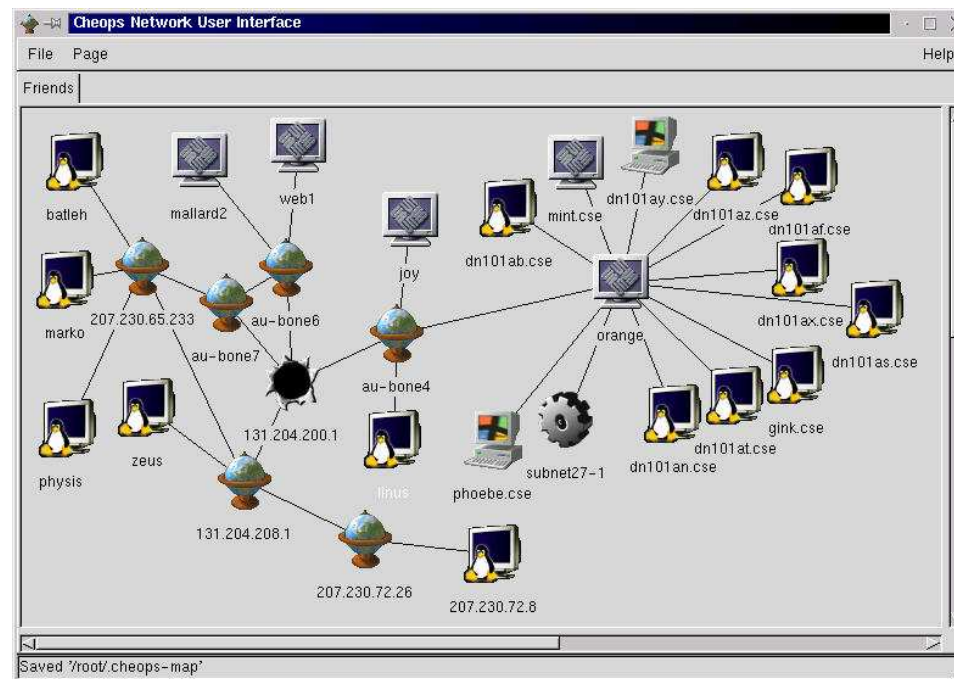 Cheops Network User Interface
File Page Help
Friends
batleh
mallard2
web1
joy
mint.cse
dn101ay.cse
dn101az.cse
dn101af.cse
dn101ab.cse
marko
207.230.65.233
au-bone6
au-bone7
orange
dn101ax.cse
dn101as.cse
au-bone4
131.204.200.1
physis
zeus
linus
phoebe.cse
subnet27-1
dn101an.cse
dn101at.cse
gink.cse
131.204.208.1
207.230.72.26
207.230.72.8
Saved '/root/.cheops-map'